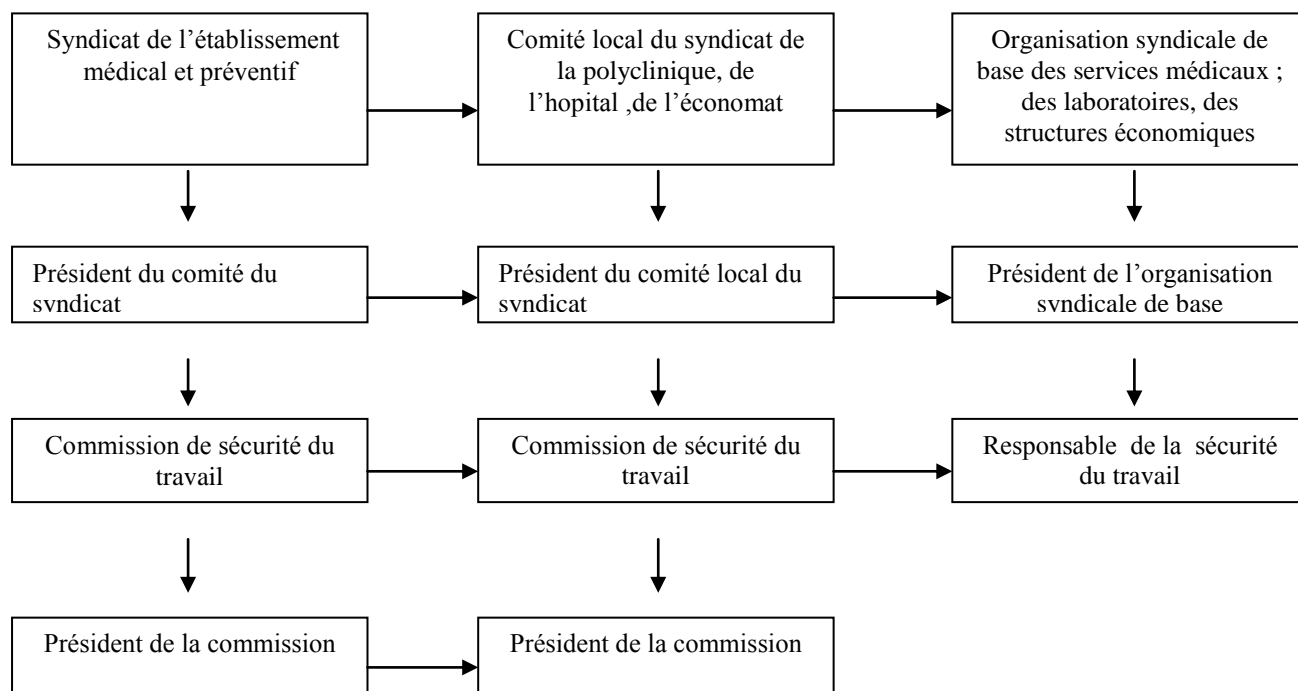 Syndicat de l’établissement
médical et préventif
Comité local du syndicat de
la polyclinique, de
l’hopital ,de l’économat
Organisation syndicale de
base des services médicaux ;
des laboratoires, des
structures économiques
Président du comité du
syndicat
Président du comité local du
syndicat
Président de l’organisation
syndicale de base
Commission de sécurité du
travail
Commission de sécurité du
travail
Responsable de la sécurité
du travail
Président de la commission
Président de la commission